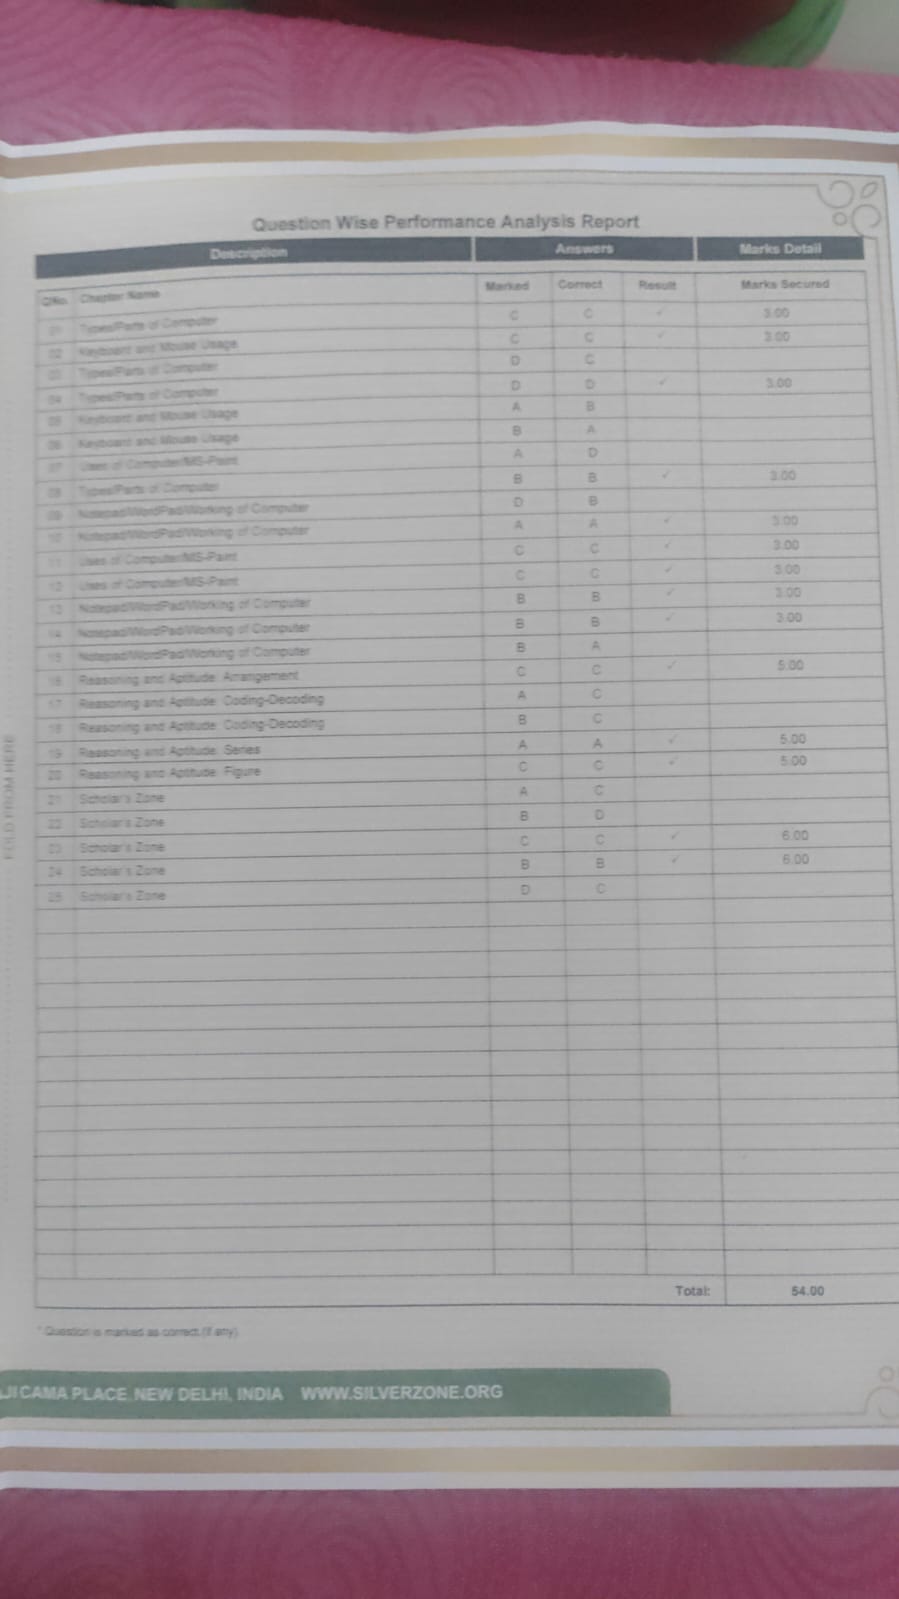 Question Wise Performance Analysis Report
Description Answers Marks Detail
Q.No. Chapter Name Marked Correct Result Marks Secured
01 Types/Parts of Computer C C ✓ 3.00
02 Keyboard and Mouse Usage C C ✓ 3.00
03 Types/Parts of Computer D C
04 Types/Parts of Computer D D ✓ 3.00
05 Keyboard and Mouse Usage A B
06 Keyboard and Mouse Usage B A
07 Uses of Computer/MS-Paint A D
08 Types/Parts of Computer B B ✓ 3.00
09 Notepad/WordPad/Working of Computer D B
10 Notepad/WordPad/Working of Computer A A ✓ 3.00
11 Uses of Computer/MS-Paint C C ✓ 3.00
12 Uses of Computer/MS-Paint C C ✓ 3.00
13 Notepad/WordPad/Working of Computer B B ✓ 3.00
14 Notepad/WordPad/Working of Computer B B ✓ 3.00
15 Notepad/WordPad/Working of Computer B A
16 Reasoning and Aptitude: Arrangement C C ✓ 5.00
17 Reasoning and Aptitude: Coding-Decoding A C
18 Reasoning and Aptitude: Coding-Decoding B C
19 Reasoning and Aptitude: Series A A ✓ 5.00
20 Reasoning and Aptitude: Figure C C ✓ 5.00
21 Scholar's Zone A C
22 Scholar's Zone B D
23 Scholar's Zone C C ✓ 6.00
24 Scholar's Zone B B ✓ 6.00
25 Scholar's Zone D C
Total: 54.00
* Question is marked as correct (if any)
JI CAMA PLACE, NEW DELHI, INDIA WWW.SILVERZONE.ORG
FOLD FROM HERE